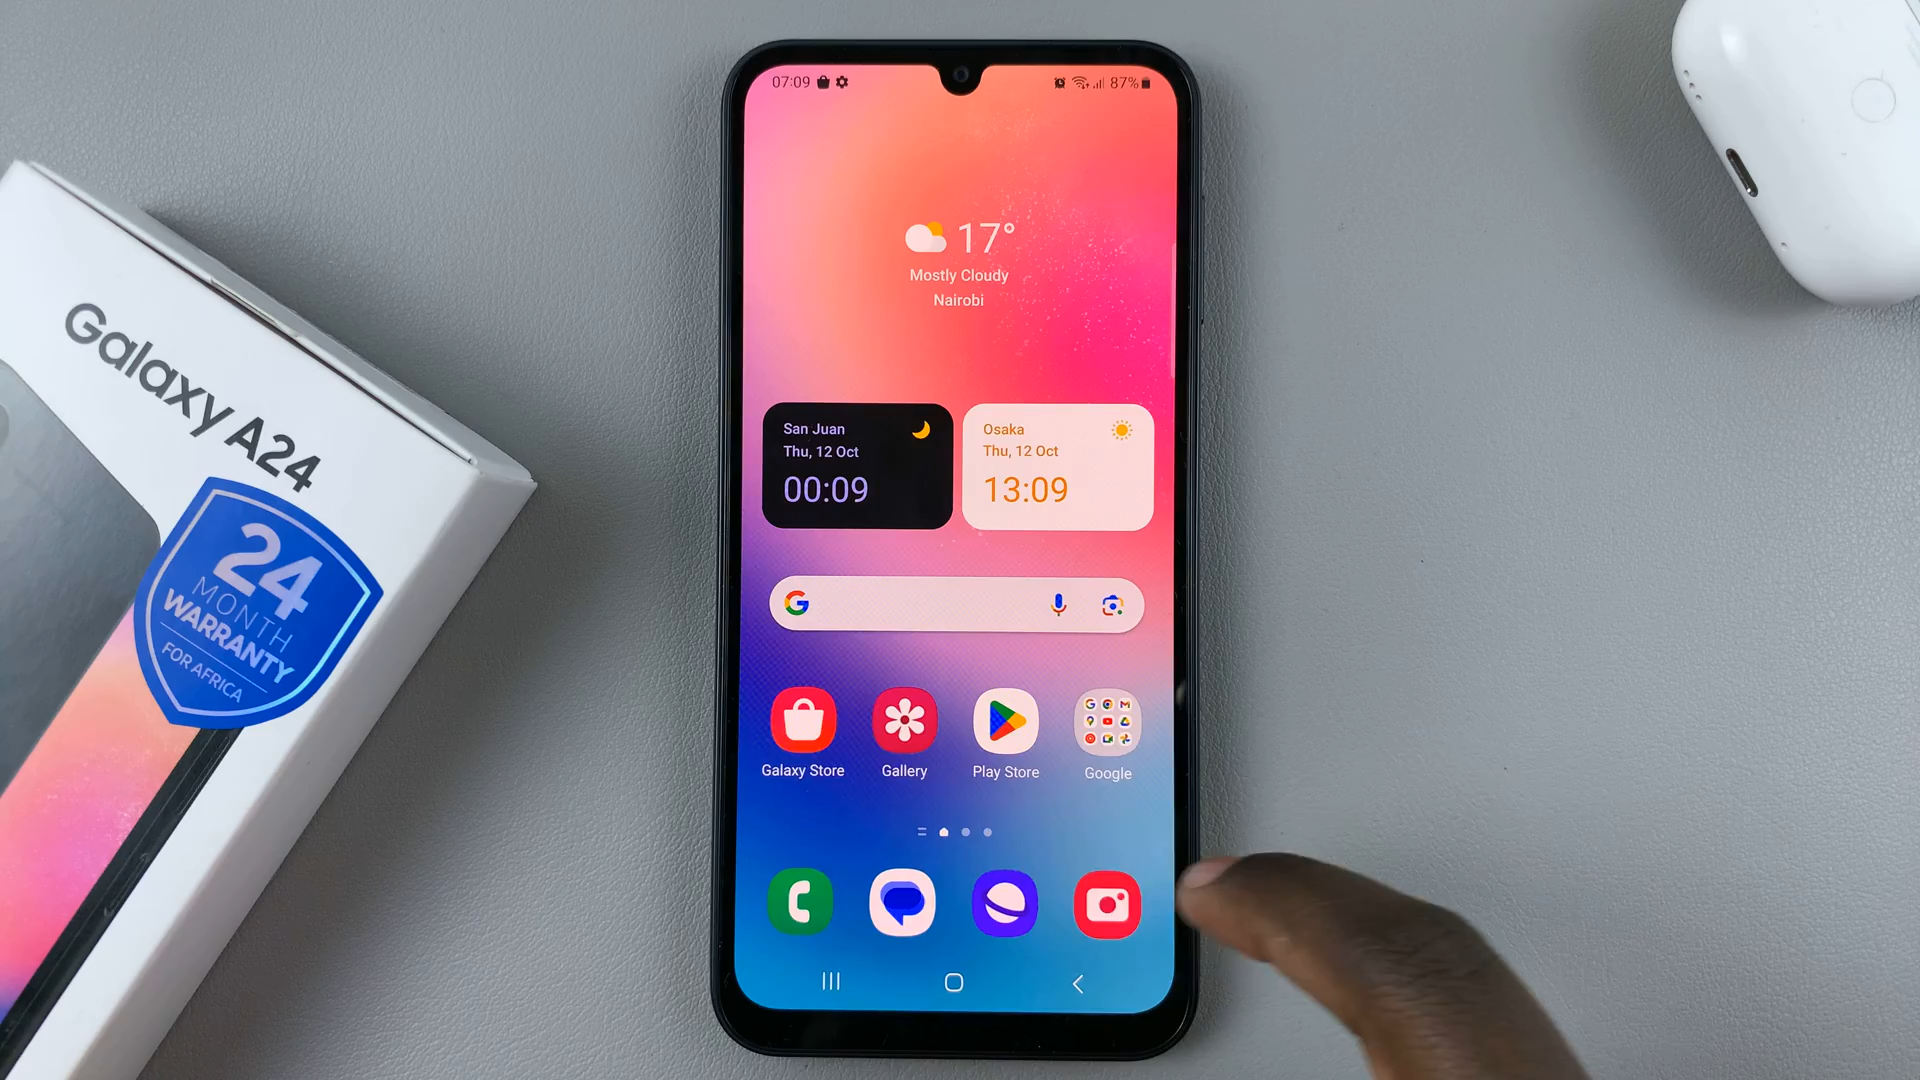 Galaxy A24
24
MONTH
WARRANTY
FOR AFRICA
07:09
87%
17°
Mostly Cloudy
Nairobi
San Juan
Thu, 12 Oct
00:09
Osaka
Thu, 12 Oct
13:09
Galaxy Store
Gallery
Play Store
Google